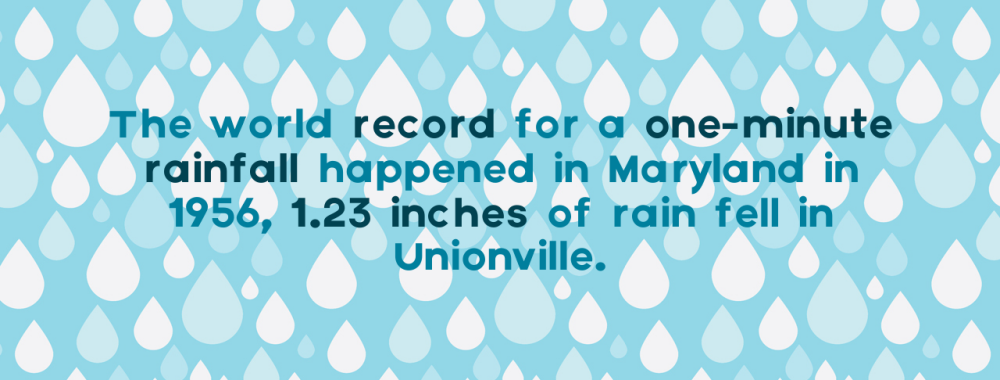 The world record for a one-minute
rainfall happened in Maryland in
1956, 1.23 inches of rain fell in
Unionville.